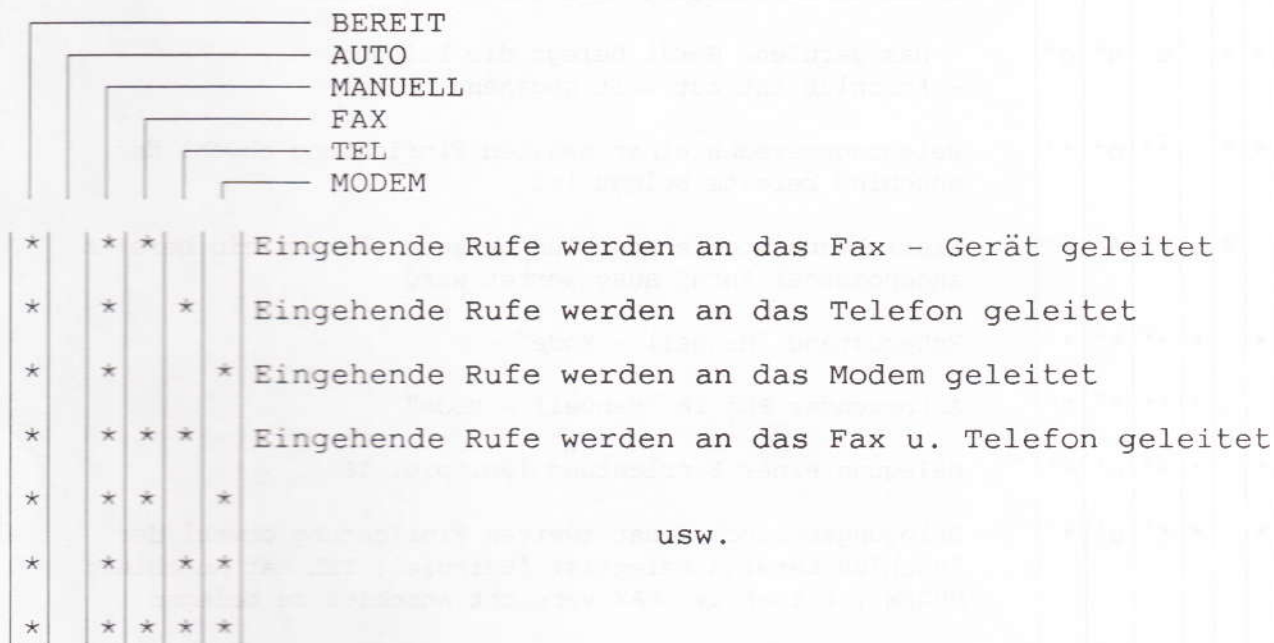 BEREIT
AUTO
MANUELL
FAX
TEL
MODEM
* * * Eingehende Rufe werden an das Fax - Gerät geleitet
* * * Eingehende Rufe werden an das Telefon geleitet
* * * Eingehende Rufe werden an das Modem geleitet
* * * * Eingehende Rufe werden an das Fax u. Telefon geleitet
* * * *
usw.
* * * *
* * * * *